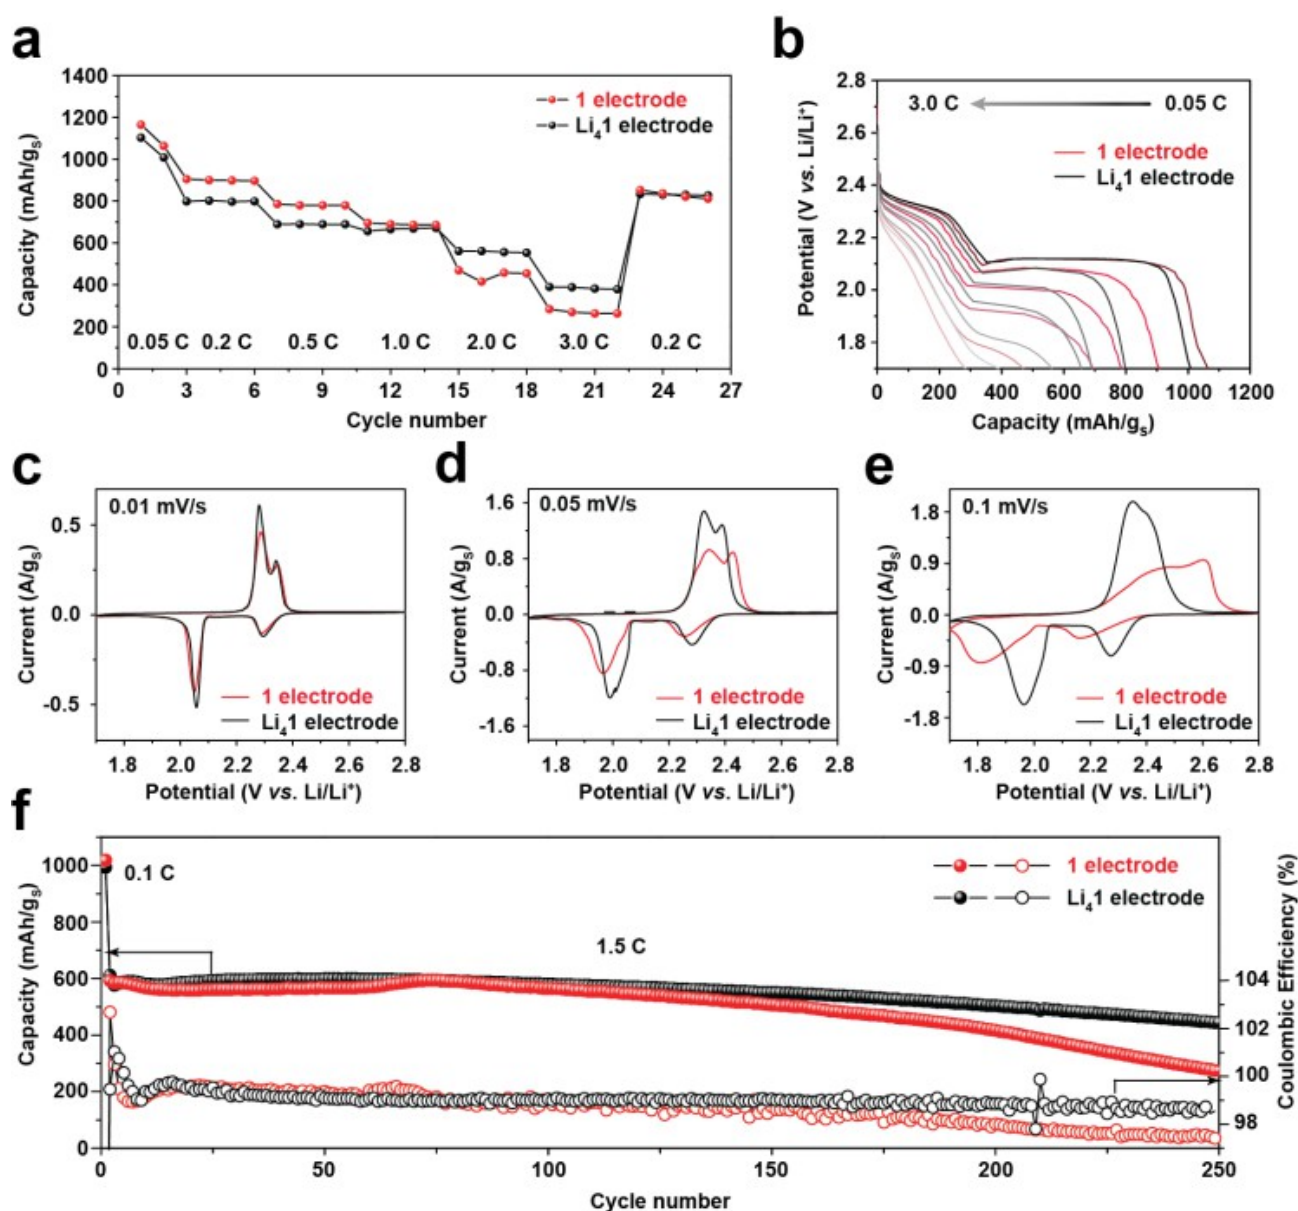 a
1400
1200
1000
800
600
400
200
0
Capacity (mAh/gₛ)
1 electrode
Li₄1 electrode
0.05 C 0.2 C 0.5 C 1.0 C 2.0 C 3.0 C 0.2 C
0 3 6 9 12 15 18 21 24 27
Cycle number
b
2.8
2.6
2.4
2.2
2.0
1.8
Potential (V vs. Li/Li⁺)
3.0 C 0.05 C
1 electrode
Li₄1 electrode
0 200 400 600 800 1000 1200
Capacity (mAh/gₛ)
c
0.01 mV/s
0.5
0.0
-0.5
Current (A/gₛ)
1 electrode
Li₄1 electrode
1.8 2.0 2.2 2.4 2.6 2.8
Potential (V vs. Li/Li⁺)
d
0.05 mV/s
1.6
0.8
0.0
-0.8
-1.6
Current (A/gₛ)
1 electrode
Li₄1 electrode
1.8 2.0 2.2 2.4 2.6 2.8
Potential (V vs. Li/Li⁺)
e
0.1 mV/s
1.8
0.9
0.0
-0.9
-1.8
Current (A/gₛ)
1 electrode
Li₄1 electrode
1.8 2.0 2.2 2.4 2.6 2.8
Potential (V vs. Li/Li⁺)
f
1000
800
600
400
200
0
Capacity (mAh/gₛ)
0.1 C
1.5 C
1 electrode
Li₄1 electrode
104
102
100
98
Coulombic Efficiency (%)
0 50 100 150 200 250
Cycle number